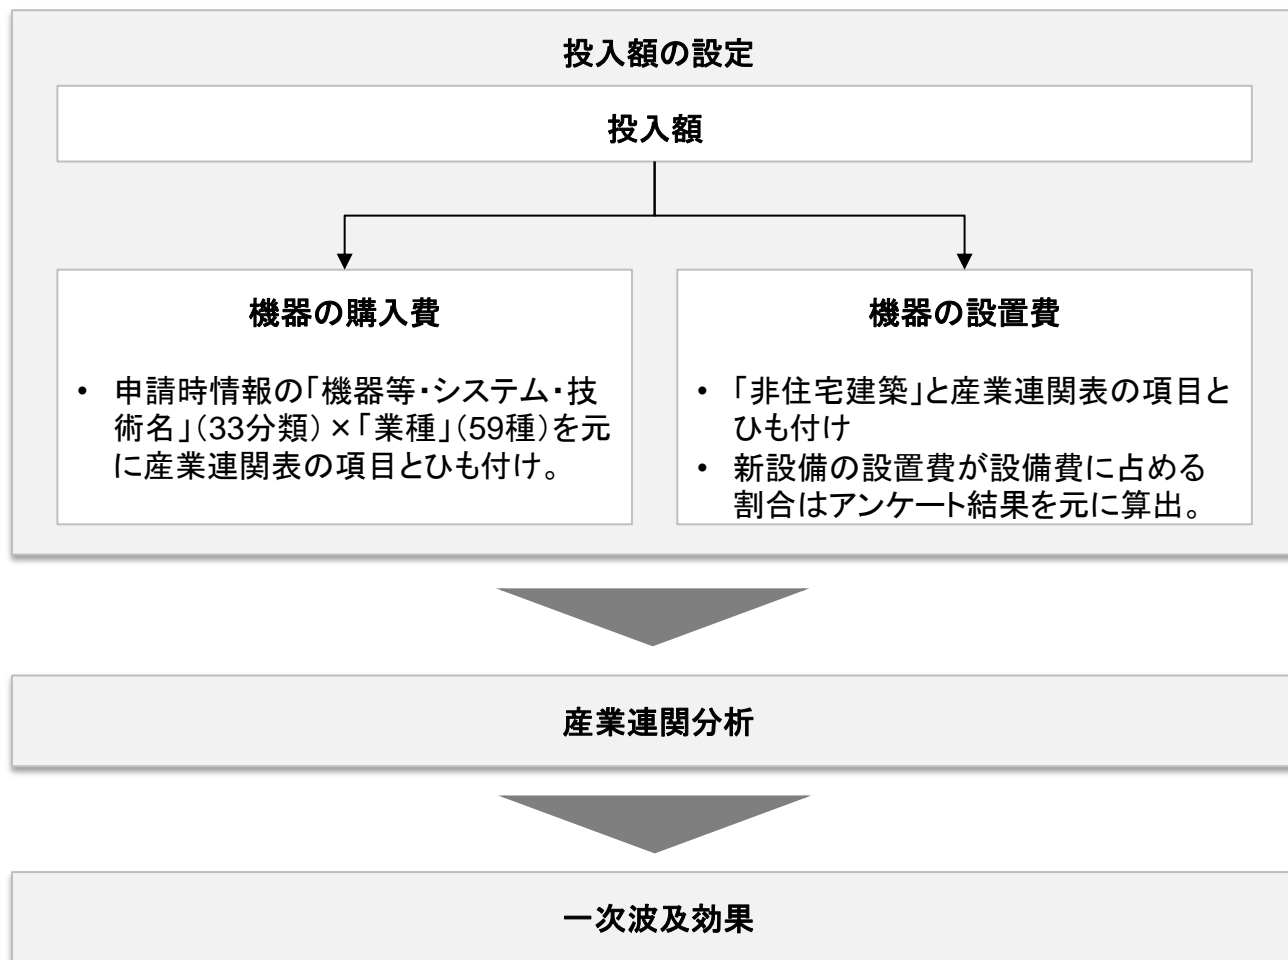 投入額の設定
投入額
機器の購入費
• 申請時情報の「機器等・システム・技
術名」（33分類）×「業種」（59種）を元
に産業連関表の項目とひも付け。
機器の設置費
• 「非住宅建築」と産業連関表の項目と
ひも付け
• 新設備の設置費が設備費に占める
割合はアンケート結果を元に算出。
産業連関分析
一次波及効果